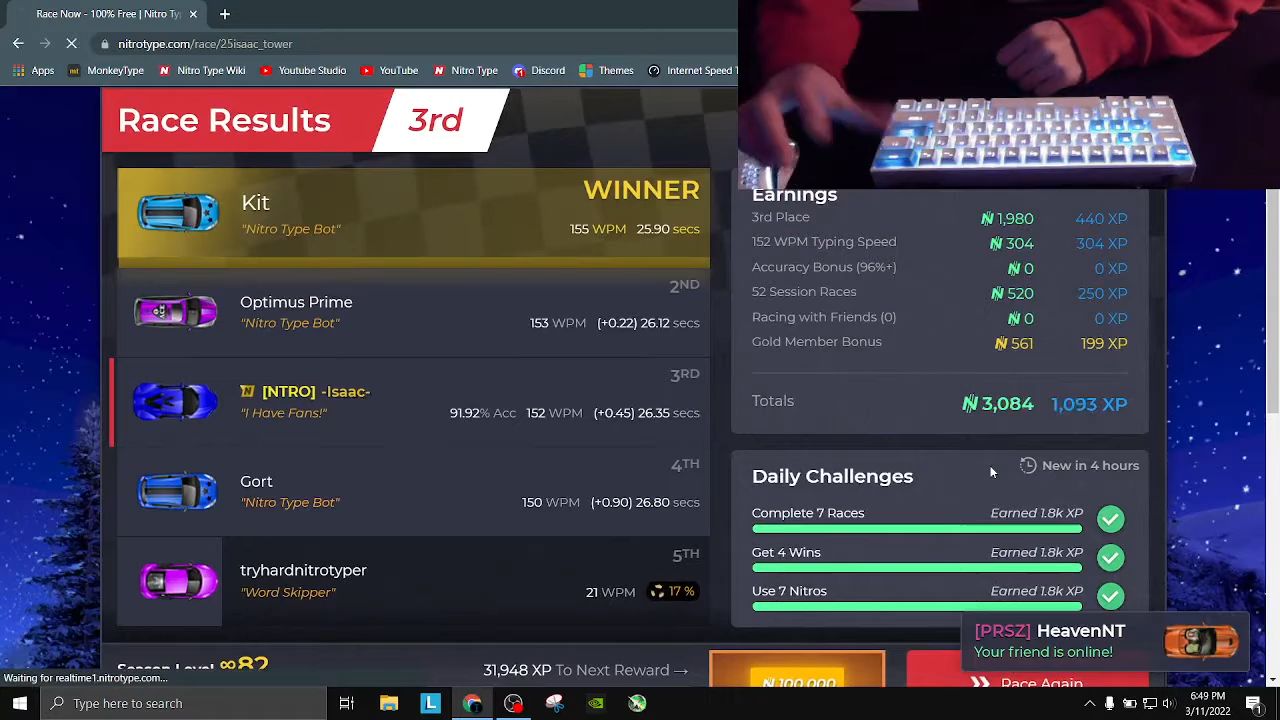 Race - 100% | Nitro Ty
nitrotype.com/25isac_tower
Apps MonkeyType Nitro Type Wiki Youtube Studio YouTube Nitro Type Discord Themes Internet Speed T
Race Results 3rd
Kit WINNER
"Nitro Type Bot" 155 WPM 25.90 secs
2ND
Optimus Prime
"Nitro Type Bot" 153 WPM (+0.22) 26.12 secs
3RD
[NTRO] -Isaac-
"I Have Fans!" 91.92% Acc 152 WPM (+0.45) 26.35 secs
4TH
Gort
"Nitro Type Bot" 150 WPM (+0.90) 26.80 secs
5TH
tryhardnitrotyper
"Word Skipper" 21 WPM 17 %
Season Level ∞82 31,948 XP To Next Reward → 100,000 Race Again
Earnings
3rd Place 1,980 440 XP
152 WPM Typing Speed 304 304 XP
Accuracy Bonus (96%+) 0 0 XP
52 Session Races 520 250 XP
Racing with Friends (0) 0 0 XP
Gold Member Bonus 561 199 XP
Totals 3,084 1,093 XP
Daily Challenges New in 4 hours
Complete 7 Races Earned 1.8k XP
Get 4 Wins Earned 1.8k XP
Use 7 Nitros Earned 1.8k XP
[PRSZ] HeavenNT
Your friend is online!
Waiting for realtime1.nitrotype.com...
Type here to search
6:49 PM
3/11/2022